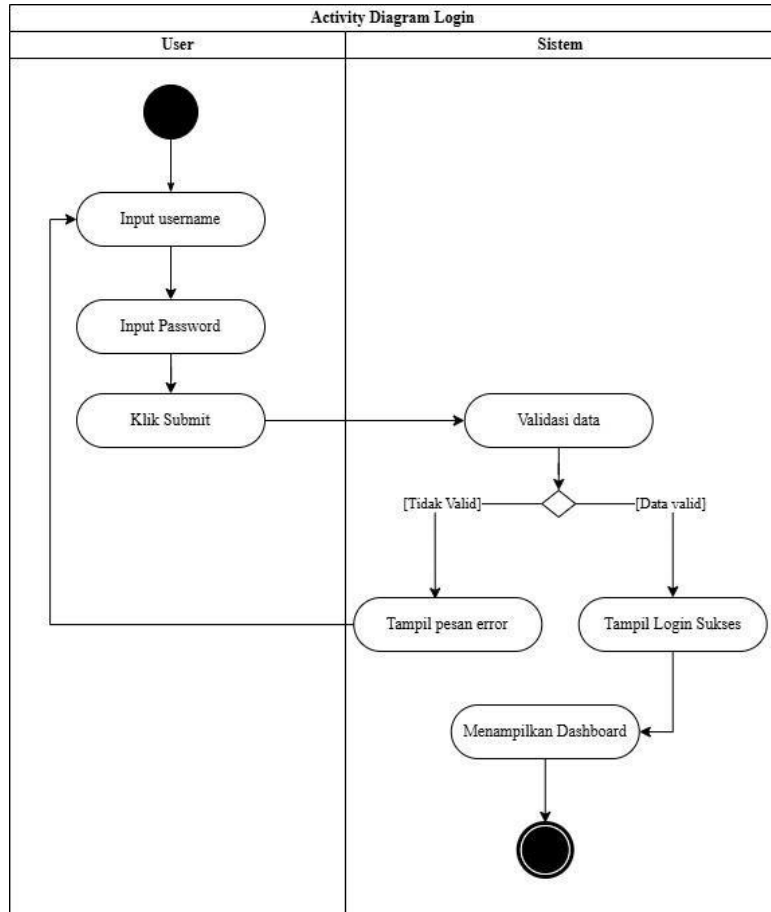 Activity Diagram Login
User
Sistem
Input username
Input Password
Klik Submit
Validasi data
[Tidak Valid]
[Data valid]
Tampil pesan error
Tampil Login Sukses
Menampilkan Dashboard